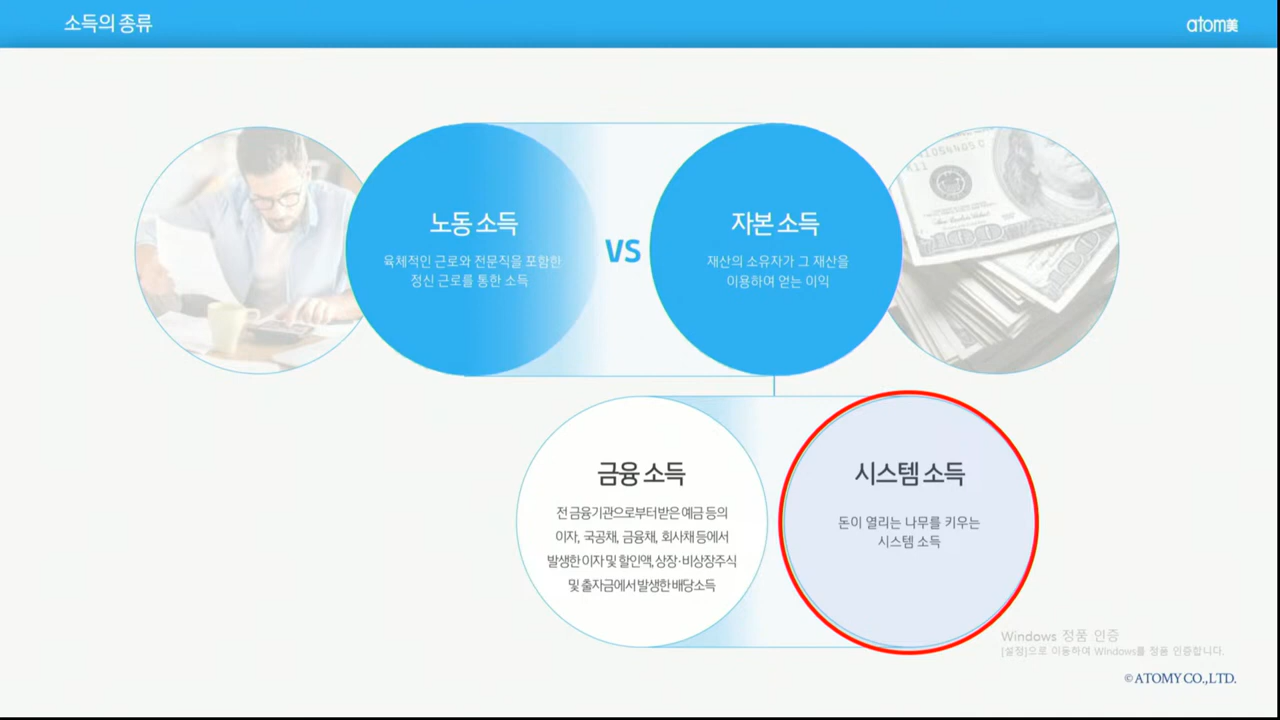 소득의 종류
atom美
노동 소득
육체적인 근로와 전문직을 포함한
정신 근로를 통한 소득
VS
자본 소득
재산의 소유자가 그 재산을
이용하여 얻는 이익
금융 소득
전 금융기관으로부터 받은 예금 등의
이자, 국공채, 금융채, 회사채 등에서
발생한 이자 및 할인액, 상장·비상장주식
및 출자금에서 발생한 배당소득
시스템 소득
돈이 열리는 나무를 키우는
시스템 소득
Windows 정품 인증
[설정]으로 이동하여 Windows를 정품 인증합니다.
© ATOMY CO., LTD.